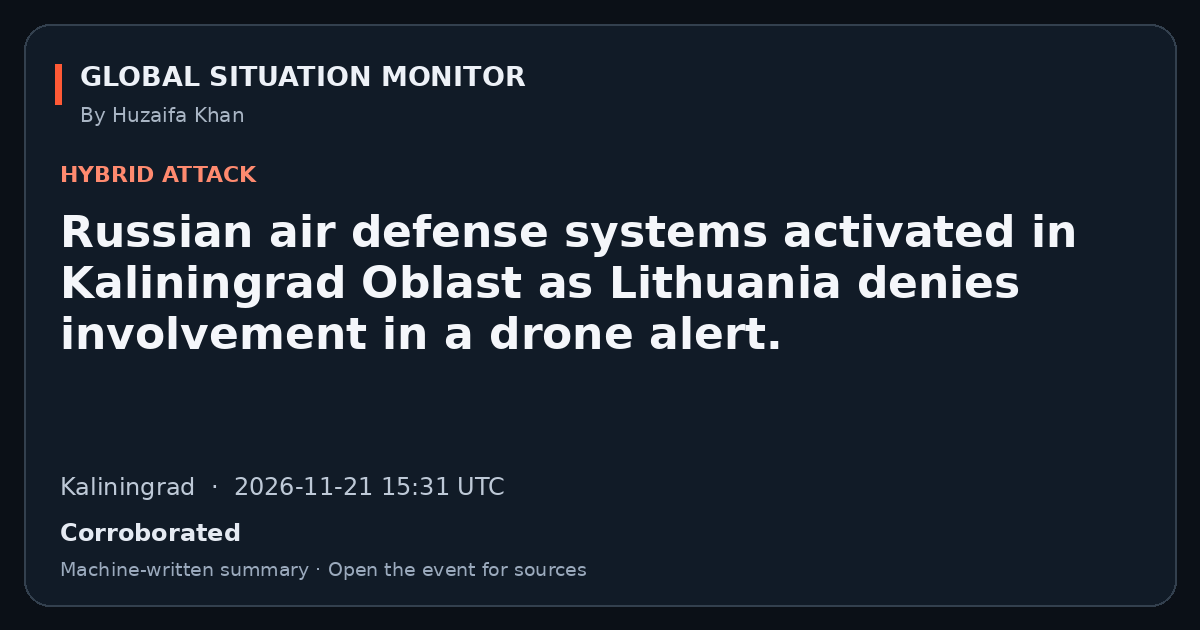 GLOBAL SITUATION MONITOR
By Huzaifa Khan
HYBRID ATTACK
Russian air defense systems activated in
Kaliningrad Oblast as Lithuania denies
involvement in a drone alert.
Kaliningrad · 2026-11-21 15:31 UTC
Corroborated
Machine-written summary · Open the event for sources